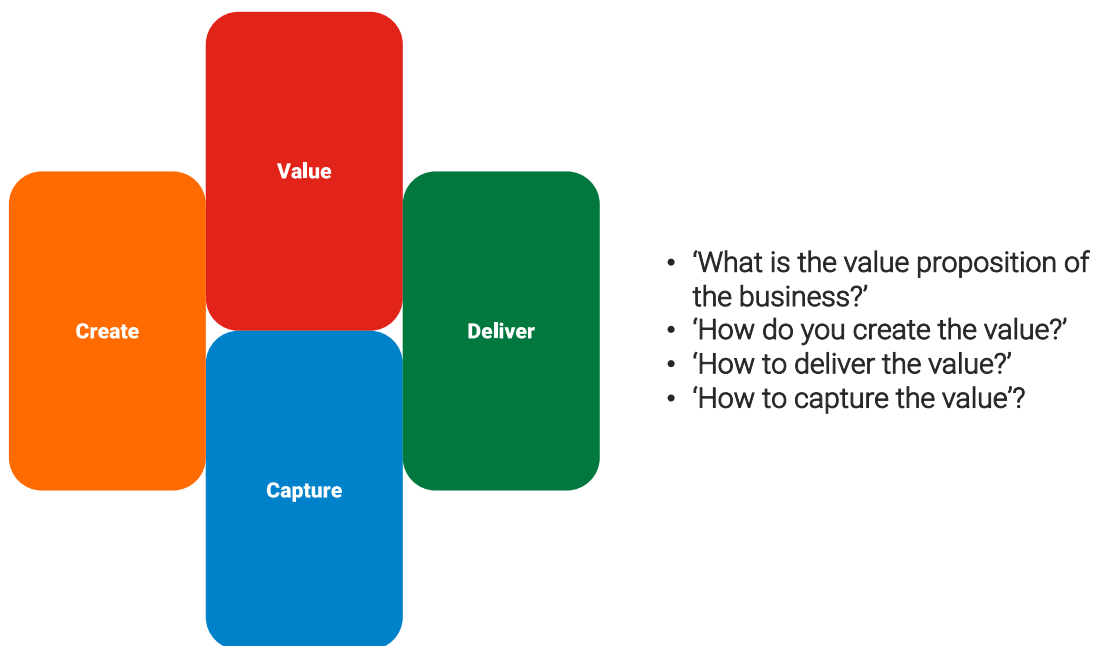 Value
Create
Deliver
Capture
• ‘What is the value proposition of
the business?’
• ‘How do you create the value?’
• ‘How to deliver the value?’
• ‘How to capture the value’?